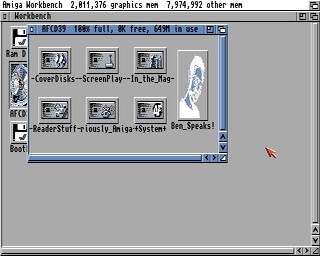 Amiga Workbench 2,011,376 graphics mem 7,974,992 other mem
Workbench
AFCD39 100% full, 0K free, 649M in use
Ram D
-CoverDisks--ScreenPlay--In_the_Mag-
AFCD
-ReaderStuff-riously_Amiga-+System+
Ben_Speaks!
Boot